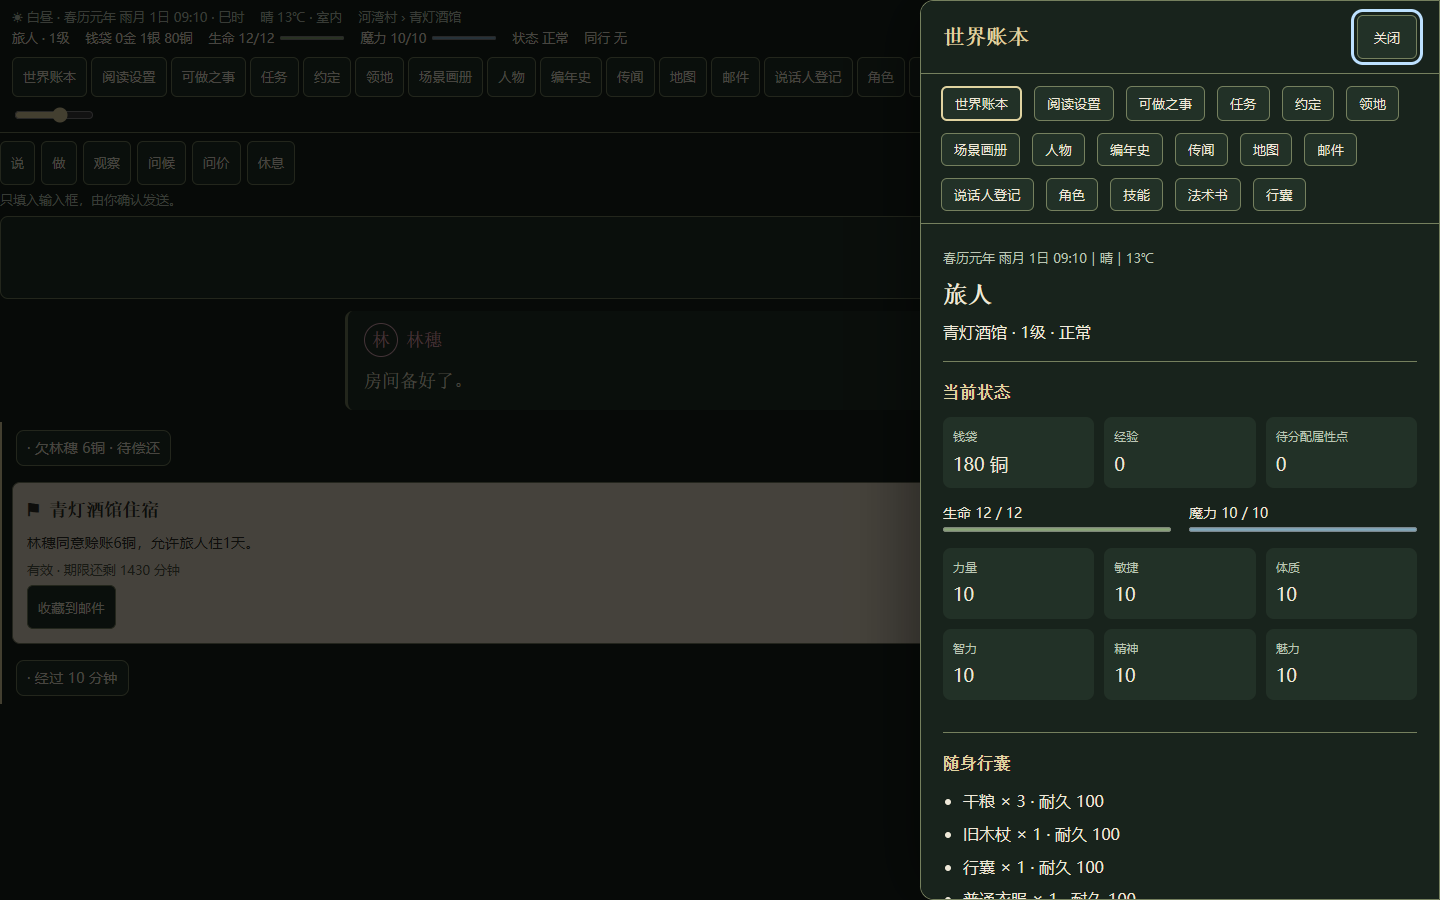 ☀ 白昼 · 春历元年 雨月 1日 09:10 · 巳时 晴 13°C · 室内 河湾村 › 青灯酒馆
旅人 · 1级 钱袋 0金 1银 80铜 生命 12/12 魔力 10/10 状态 正常 同行 无
世界账本 阅读设置 可做之事 任务 约定 领地 场景画册 人物 编年史 传闻 地图 邮件 说话人登记 角色
说 做 观察 问候 问价 休息
只填入输入框，由你确认发送。
林 林穗
房间备好了。
· 欠林穗 6铜 · 待偿还
⚑ 青灯酒馆住宿
林穗同意赊账6铜，允许旅人住1天。
有效 · 期限还剩 1430 分钟
收藏到邮件
· 经过 10 分钟
世界账本 关闭
世界账本 阅读设置 可做之事 任务 约定 领地
场景画册 人物 编年史 传闻 地图 邮件
说话人登记 角色 技能 法术书 行囊
春历元年 雨月 1日 09:10 | 晴 | 13°C
旅人
青灯酒馆 · 1级 · 正常
当前状态
钱袋 经验 待分配属性点
180 铜 0 0
生命 12 / 12 魔力 10 / 10
力量 敏捷 体质
10 10 10
智力 精神 魅力
10 10 10
随身行囊
• 干粮 × 3 · 耐久 100
• 旧木杖 × 1 · 耐久 100
• 行囊 × 1 · 耐久 100
• 普通衣服 × 1 · 耐久 100